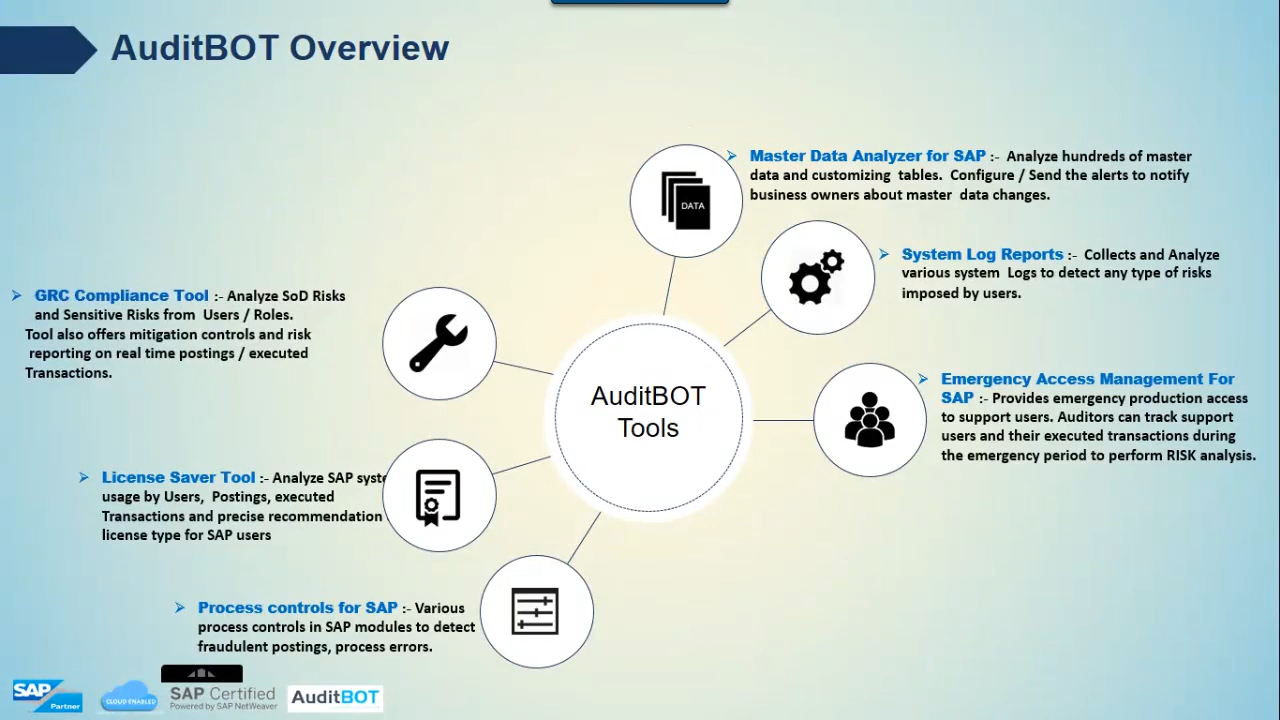 AuditBOT Overview
DATA
➢ Master Data Analyzer for SAP :- Analyze hundreds of master
data and customizing tables. Configure / Send the alerts to notify
business owners about master data changes.
➢ System Log Reports :- Collects and Analyze
various system Logs to detect any type of risks
imposed by users.
➢ GRC Compliance Tool :- Analyze SoD Risks
and Sensitive Risks from Users / Roles.
Tool also offers mitigation controls and risk
reporting on real time postings / executed
Transactions.
AuditBOT
Tools
➢ Emergency Access Management For
SAP :- Provides emergency production access
to support users. Auditors can track support
users and their executed transactions during
the emergency period to perform RISK analysis.
➢ License Saver Tool :- Analyze SAP syste
usage by Users, Postings, executed
Transactions and precise recommendation
license type for SAP users
➢ Process controls for SAP :- Various
process controls in SAP modules to detect
fraudulent postings, process errors.
SAP
Partner
CLOUD ENABLED
SAP Certified
Powered by SAP NetWeaver
AuditBOT